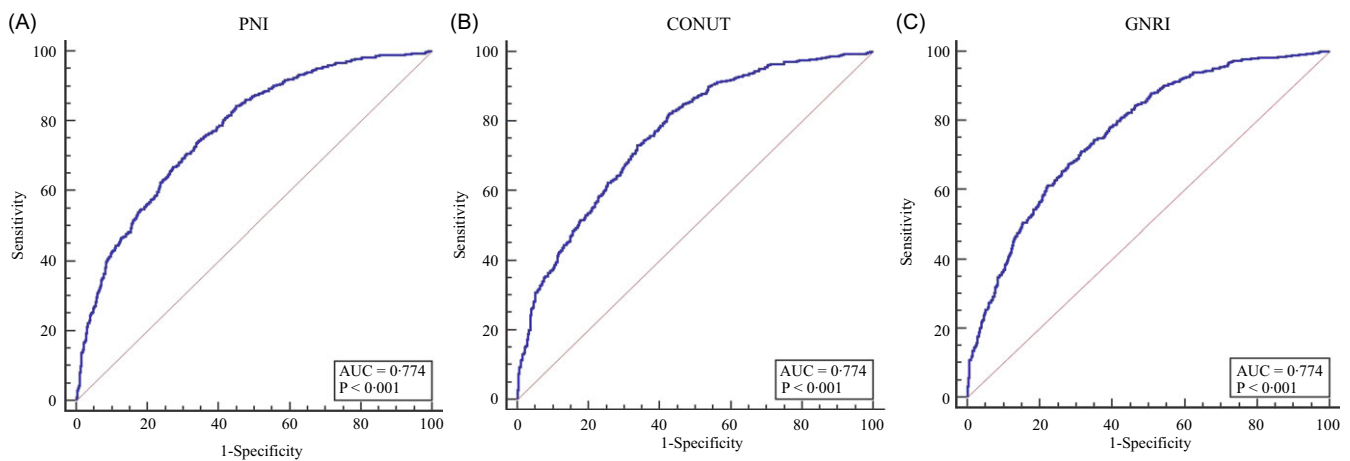 (A)
PNI
100
80
60
40
20
0
Sensitivity
AUC = 0·774
P < 0·001
0 20 40 60 80 100
1-Specificity
(B)
CONUT
100
80
60
40
20
0
Sensitivity
AUC = 0·774
P < 0·001
0 20 40 60 80 100
1-Specificity
(C)
GNRI
100
80
60
40
20
0
Sensitivity
AUC = 0·774
P < 0·001
0 20 40 60 80 100
1-Specificity